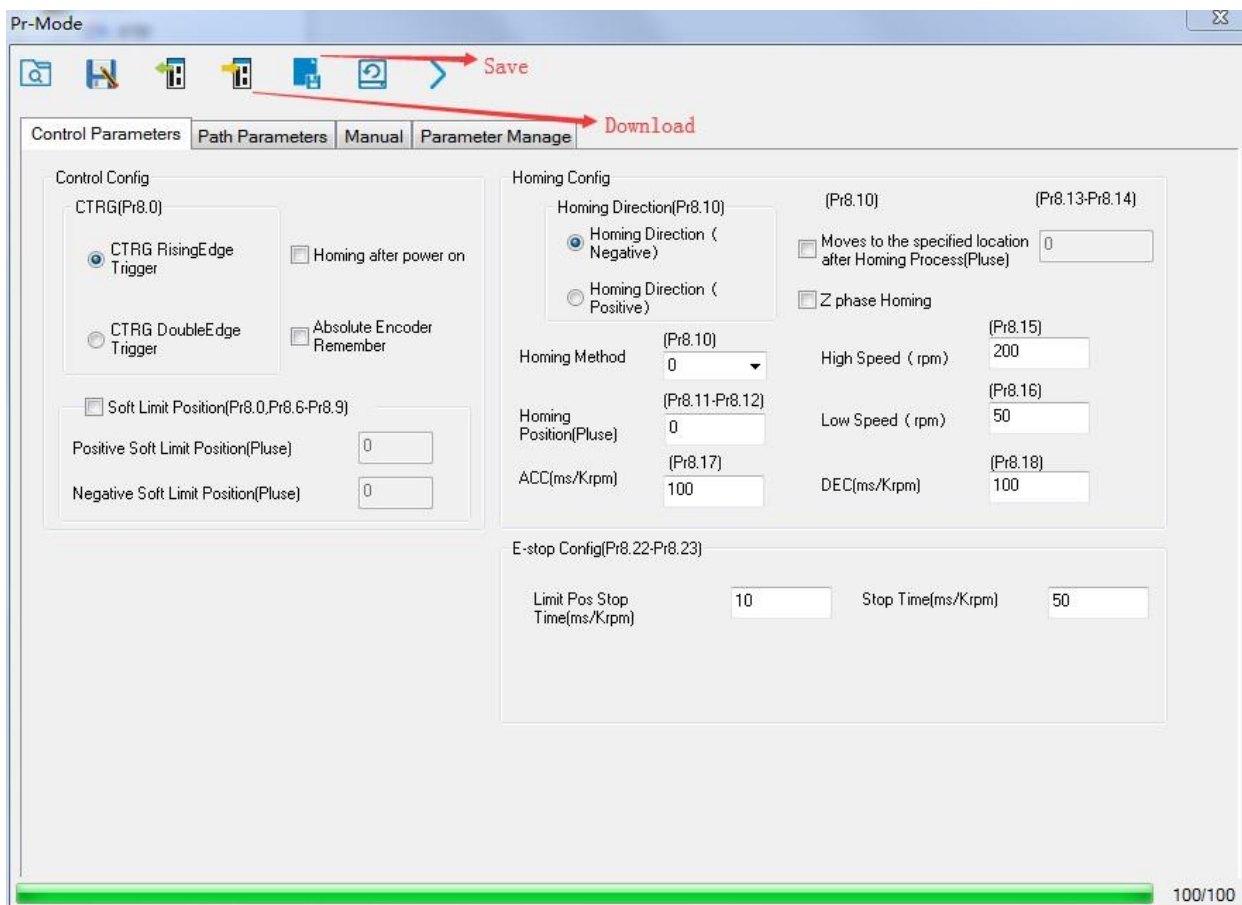 Pr-Mode
Save
Download
Control Parameters
Path Parameters
Manual
Parameter Manage
Control Config
CTRG(Pr8.0)
CTRG RisingEdge
Trigger
Homing after power on
CTRG DoubleEdge
Trigger
Absolute Encoder
Remember
Soft Limit Position(Pr8.0,Pr8.6-Pr8.9)
Positive Soft Limit Position(Pluse)
0
Negative Soft Limit Position(Pluse)
0
Homing Config
Homing Direction(Pr8.10)
Homing Direction (
Negative)
Homing Direction (
Positive)
(Pr8.10)
(Pr8.13-Pr8.14)
Moves to the specified location
after Homing Process(Pluse)
0
Z phase Homing
Homing Method
(Pr8.10)
0
High Speed ( rpm)
(Pr8.15)
200
Homing
Position(Pluse)
(Pr8.11-Pr8.12)
0
Low Speed ( rpm)
(Pr8.16)
50
ACC(ms/Krpm)
(Pr8.17)
100
DEC(ms/Krpm)
(Pr8.18)
100
E-stop Config(Pr8.22-Pr8.23)
Limit Pos Stop
Time(ms/Krpm)
10
Stop Time(ms/Krpm)
50
100/100